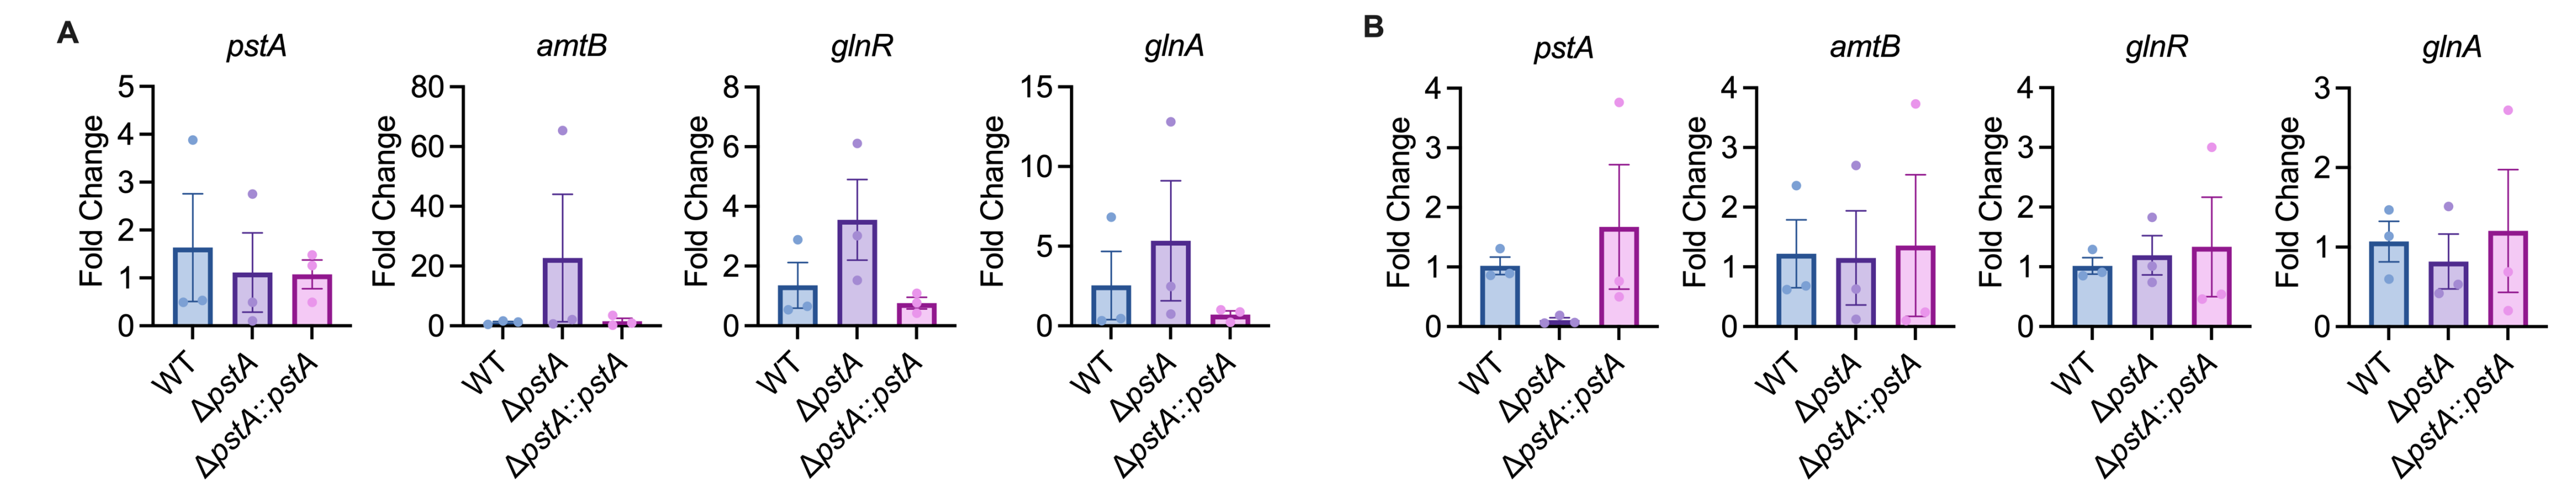 A
pstA
Fold Change
5
4
3
2
1
0
WT
ΔpstA
ΔpstA::pstA
amtB
Fold Change
80
60
40
20
0
WT
ΔpstA
ΔpstA::pstA
glnR
Fold Change
8
6
4
2
0
WT
ΔpstA
ΔpstA::pstA
glnA
Fold Change
15
10
5
0
WT
ΔpstA
ΔpstA::pstA
B
pstA
Fold Change
4
3
2
1
0
WT
ΔpstA
ΔpstA::pstA
amtB
Fold Change
4
3
2
1
0
WT
ΔpstA
ΔpstA::pstA
glnR
Fold Change
4
3
2
1
0
WT
ΔpstA
ΔpstA::pstA
glnA
Fold Change
3
2
1
0
WT
ΔpstA
ΔpstA::pstA